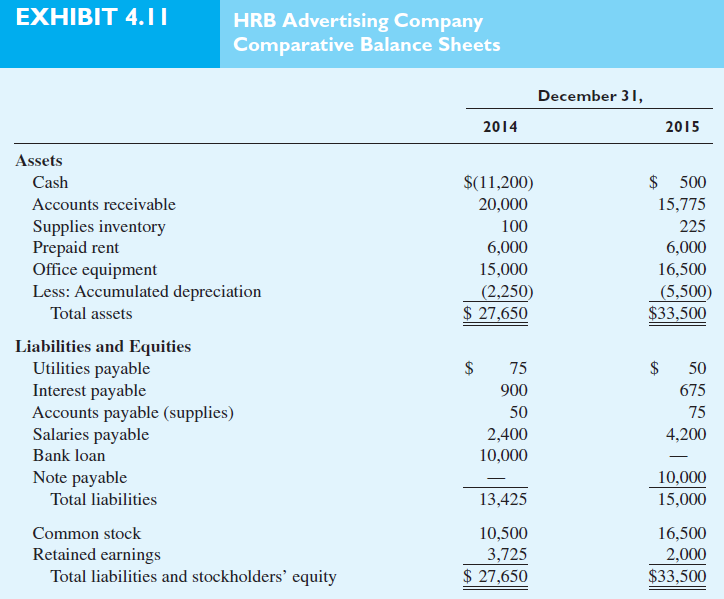 EXHIBIT 4.11
HRB Advertising Company
Comparative Balance Sheets
December 31,
2014 2015
Assets
Cash $(11,200) $ 500
Accounts receivable 20,000 15,775
Supplies inventory 100 225
Prepaid rent 6,000 6,000
Office equipment 15,000 16,500
Less: Accumulated depreciation (2,250) (5,500)
Total assets $ 27,650 $33,500
Liabilities and Equities
Utilities payable $ 75 $ 50
Interest payable 900 675
Accounts payable (supplies) 50 75
Salaries payable 2,400 4,200
Bank loan 10,000 —
Note payable — 10,000
Total liabilities 13,425 15,000
Common stock 10,500 16,500
Retained earnings 3,725 2,000
Total liabilities and stockholders' equity $ 27,650 $33,500